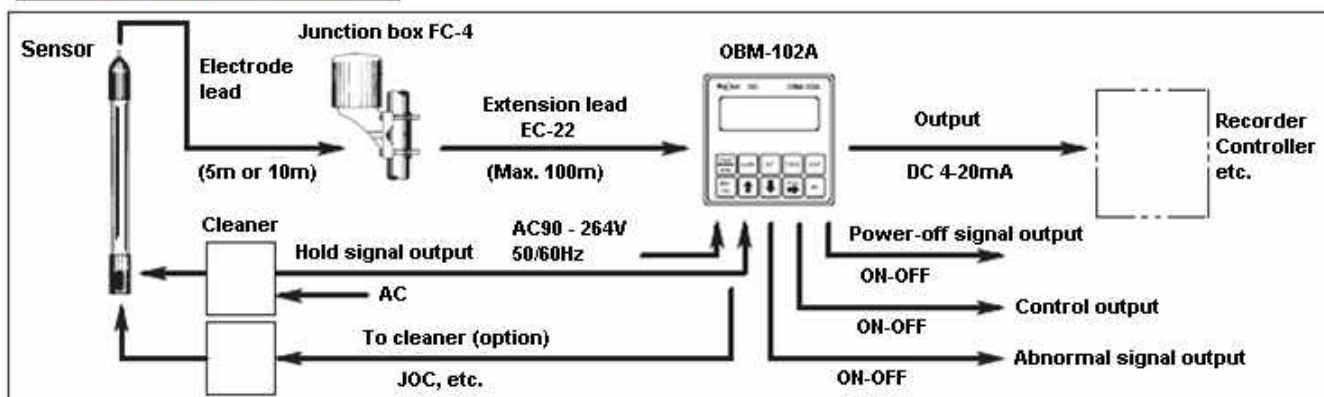 Sensor
Electrode
lead
(5m or 10m)
Junction box FC-4
Extension lead
EC-22
(Max. 100m)
OBM-102A
Output
DC 4-20mA
Recorder
Controller
etc.
Cleaner
Hold signal output
AC90 - 264V
50/60Hz
AC
To cleaner (option)
JOC, etc.
Power-off signal output
ON-OFF
Control output
ON-OFF
Abnormal signal output
ON-OFF